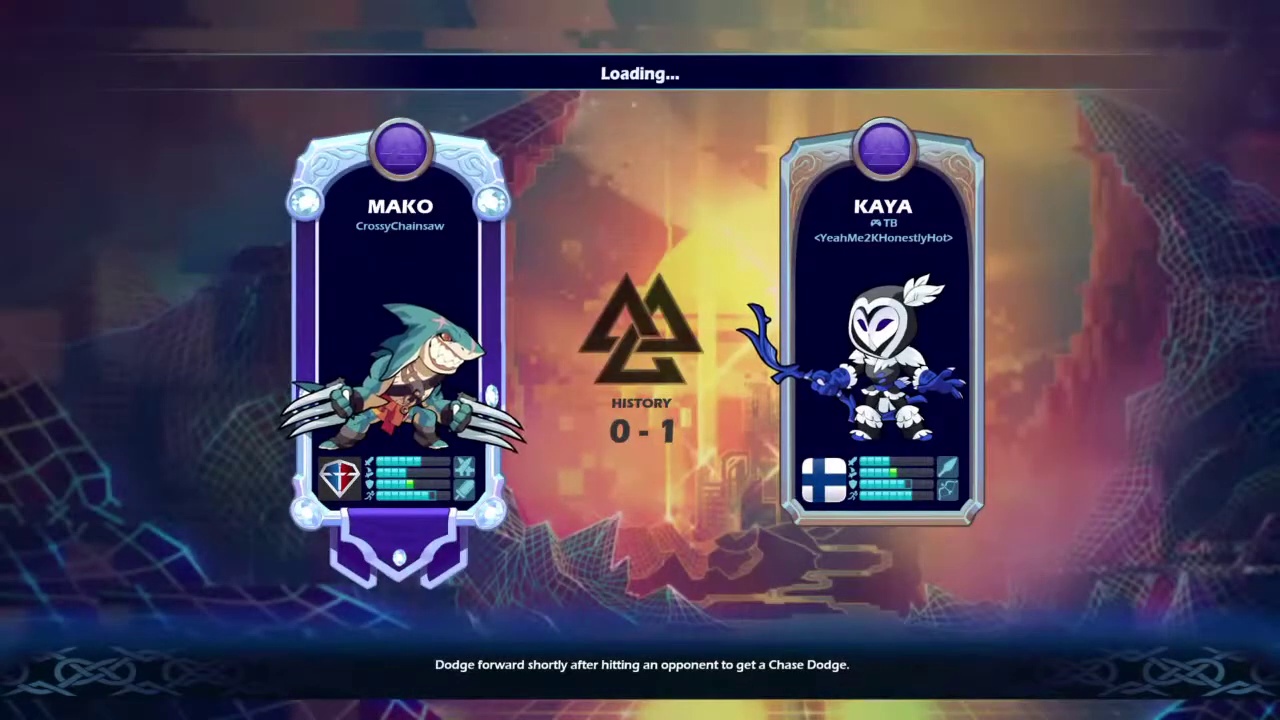 Loading...
MAKO
CrossyChainsaw
KAYA
TB
<YeahMe2KHonestlyHot>
HISTORY
0 - 1
Dodge forward shortly after hitting an opponent to get a Chase Dodge.